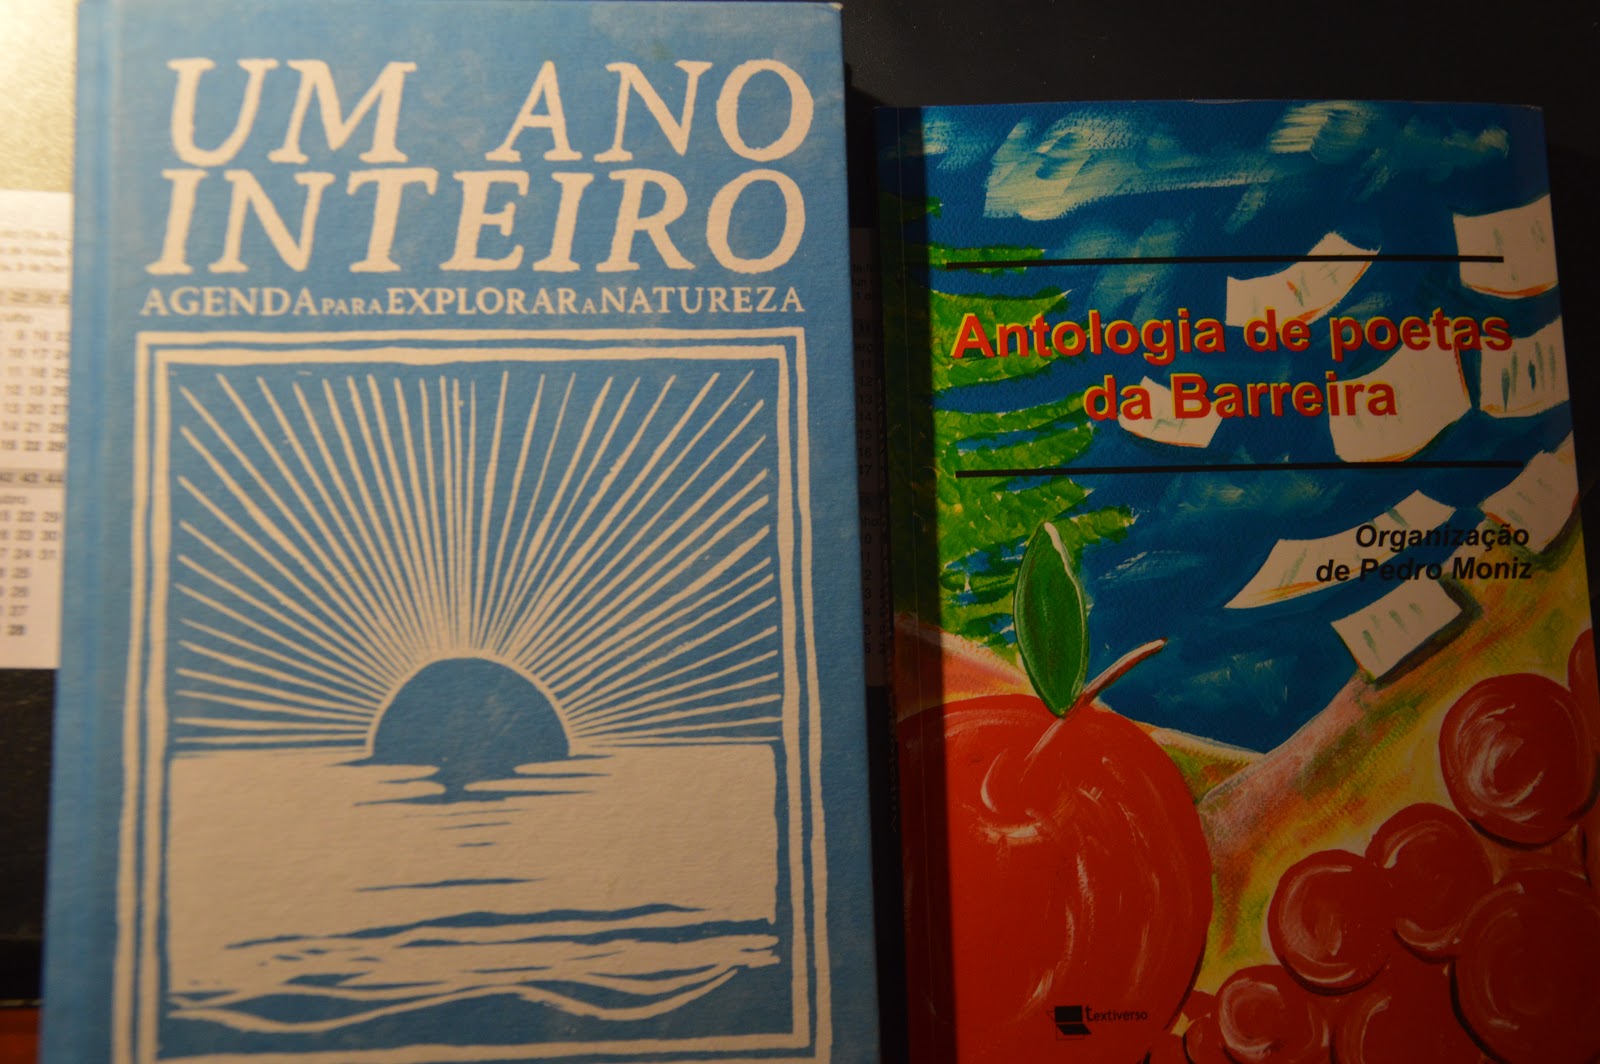 UM ANO
INTEIRO
AGENDA PARA EXPLORAR A NATUREZA
Antologia de poetas
da Barreira
Organização
de Pedro Moniz
textiverso